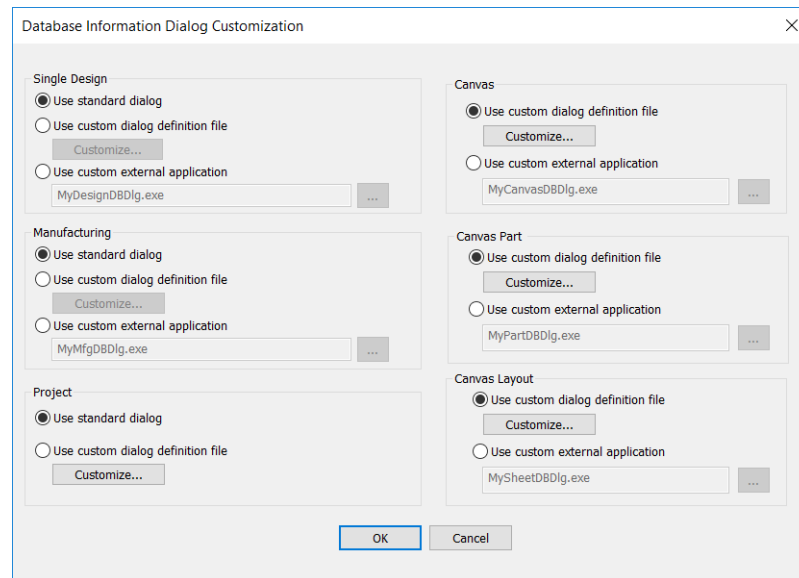 Database Information Dialog Customization
Single Design
Use standard dialog
Use custom dialog definition file
Customize...
Use custom external application
MyDesignDBDlg.exe
...
Manufacturing
Use standard dialog
Use custom dialog definition file
Customize...
Use custom external application
MyMfgDBDlg.exe
...
Project
Use standard dialog
Use custom dialog definition file
Customize...
Canvas
Use custom dialog definition file
Customize...
Use custom external application
MyCanvasDBDlg.exe
...
Canvas Part
Use custom dialog definition file
Customize...
Use custom external application
MyPartDBDlg.exe
...
Canvas Layout
Use custom dialog definition file
Customize...
Use custom external application
MySheetDBDlg.exe
...
OK
Cancel